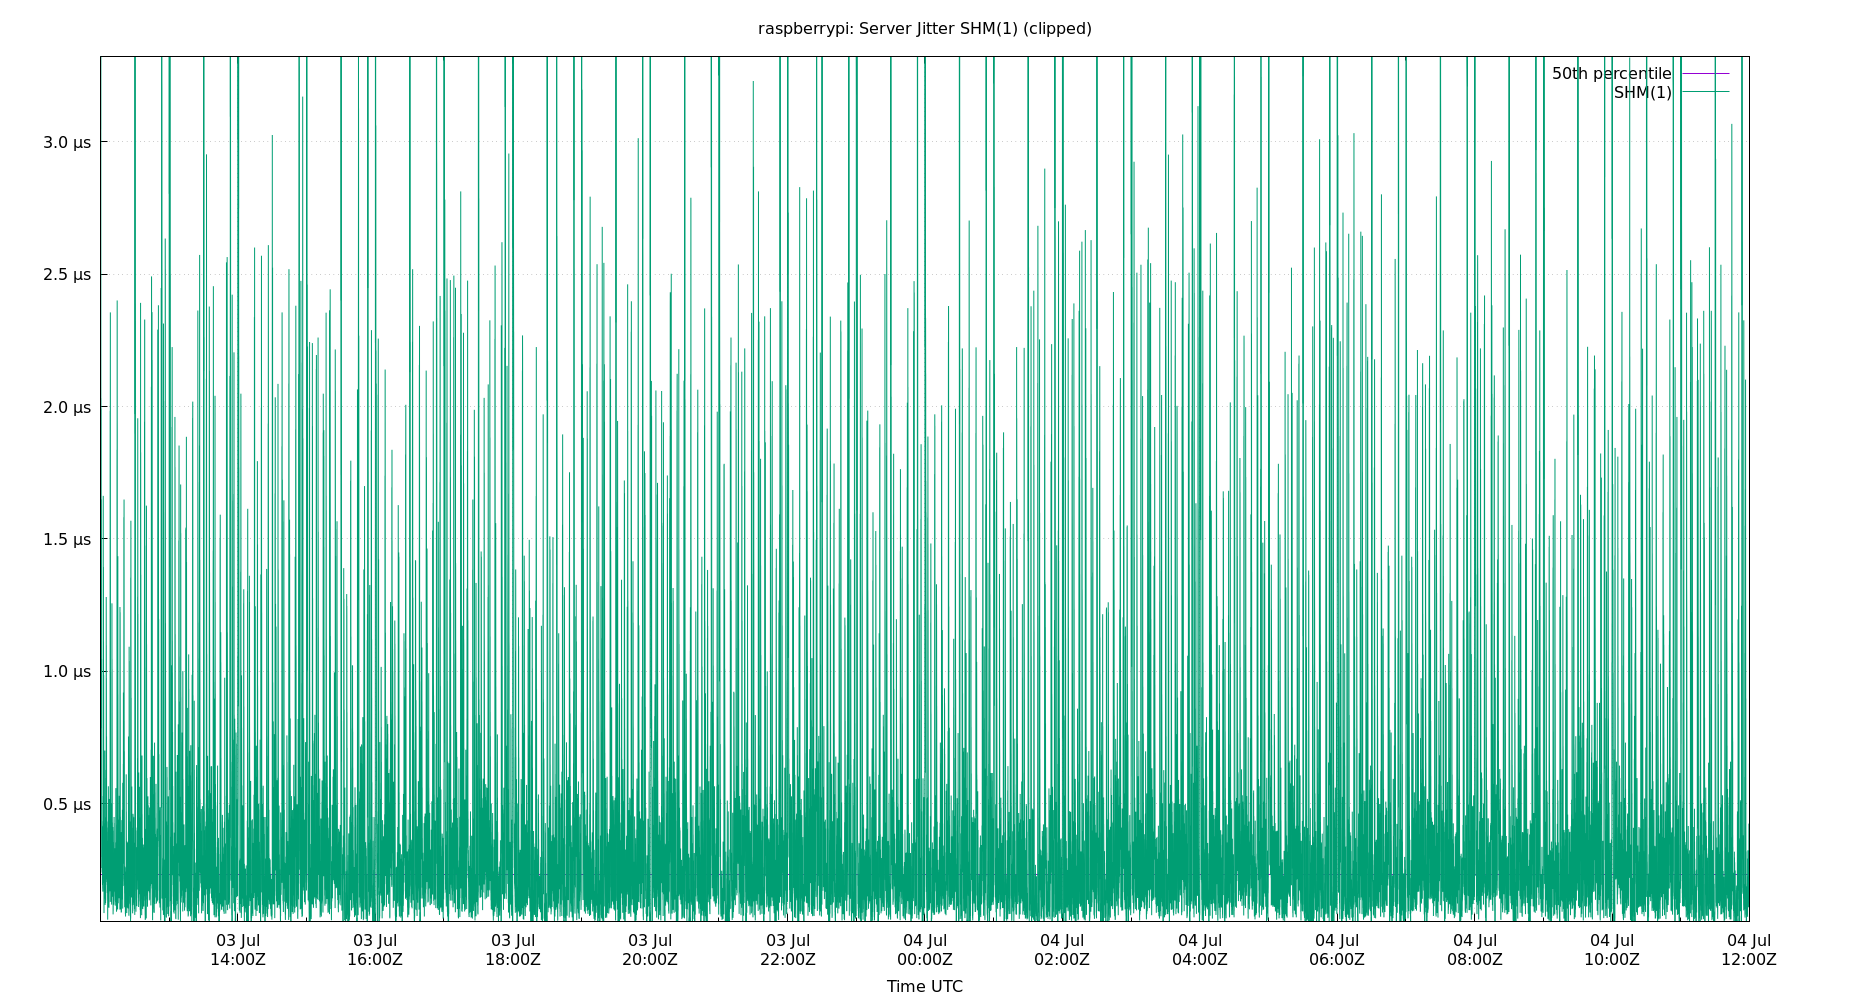 raspberrypi: Server Jitter SHM(1) (clipped)
50th percentile
SHM(1)
3.0 µs
2.5 µs
2.0 µs
1.5 µs
1.0 µs
0.5 µs
03 Jul 03 Jul 03 Jul 03 Jul 03 Jul 04 Jul 04 Jul 04 Jul 04 Jul 04 Jul 04 Jul 04 Jul
14:00Z 16:00Z 18:00Z 20:00Z 22:00Z 00:00Z 02:00Z 04:00Z 06:00Z 08:00Z 10:00Z 12:00Z
Time UTC